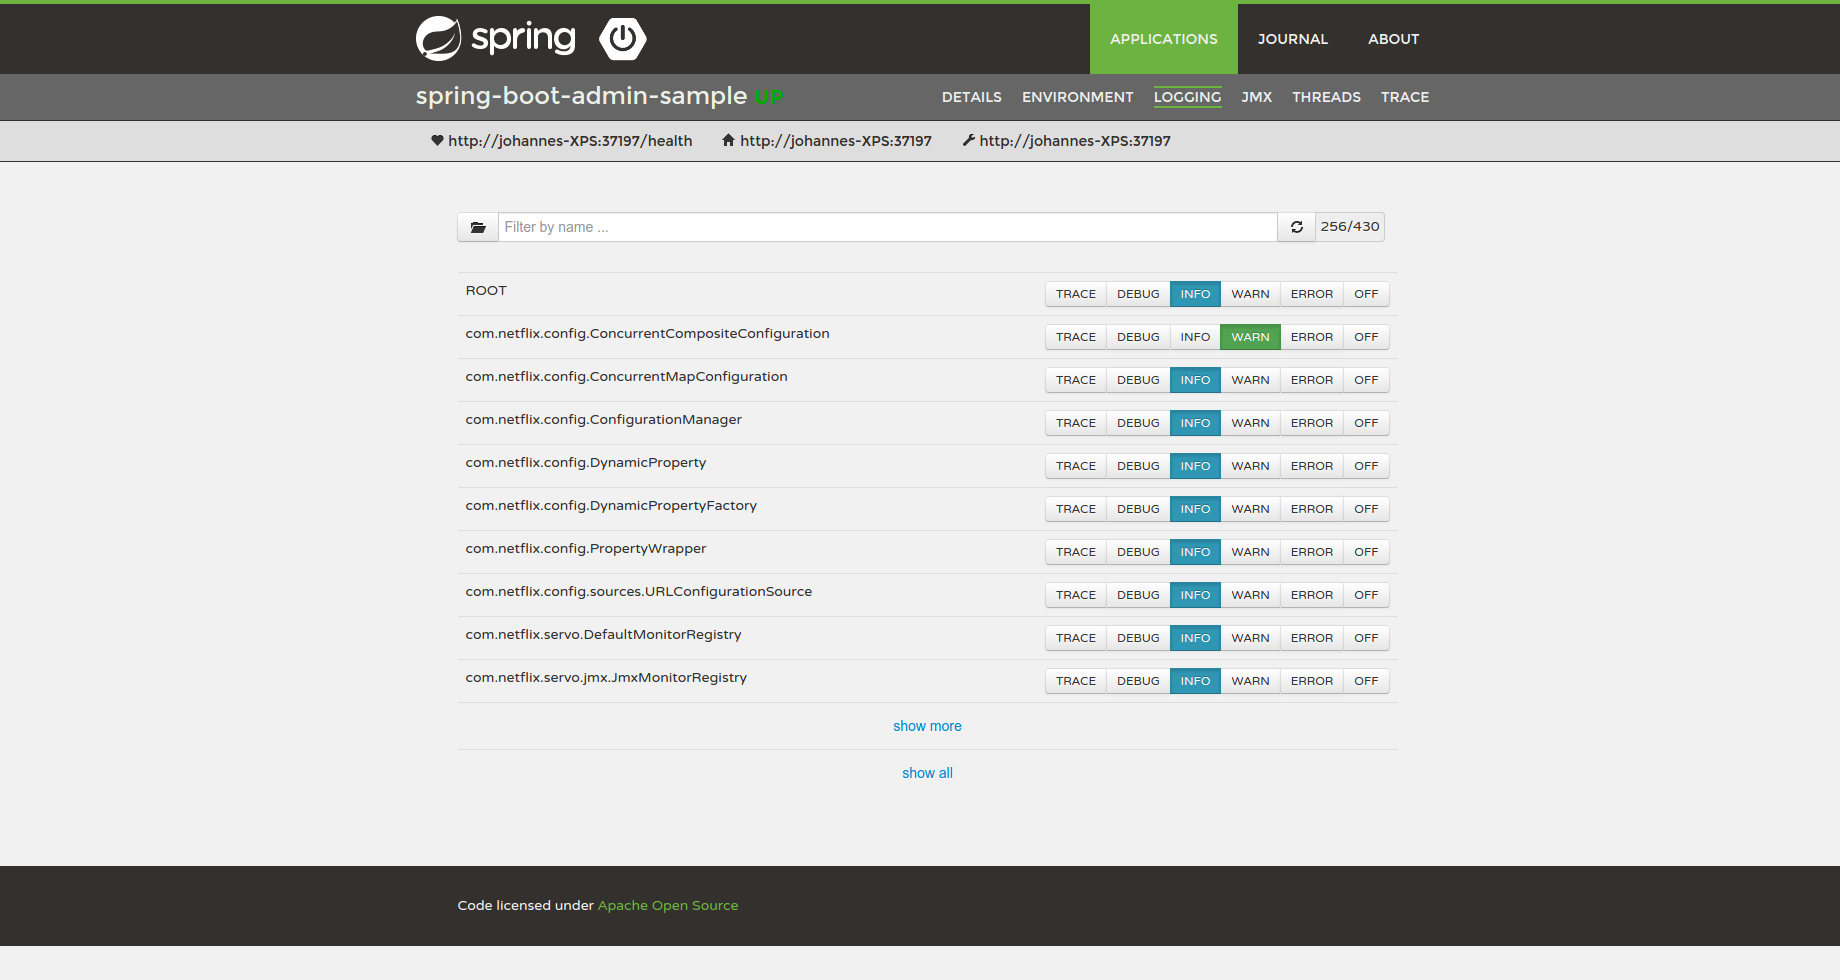 spring APPLICATIONS JOURNAL ABOUT
spring-boot-admin-sample UP DETAILS ENVIRONMENT LOGGING JMX THREADS TRACE
http://johannes-XPS:37197/health http://johannes-XPS:37197 http://johannes-XPS:37197
Filter by name ... 256/430
ROOT TRACE DEBUG INFO WARN ERROR OFF
com.netflix.config.ConcurrentCompositeConfiguration TRACE DEBUG INFO WARN ERROR OFF
com.netflix.config.ConcurrentMapConfiguration TRACE DEBUG INFO WARN ERROR OFF
com.netflix.config.ConfigurationManager TRACE DEBUG INFO WARN ERROR OFF
com.netflix.config.DynamicProperty TRACE DEBUG INFO WARN ERROR OFF
com.netflix.config.DynamicPropertyFactory TRACE DEBUG INFO WARN ERROR OFF
com.netflix.config.PropertyWrapper TRACE DEBUG INFO WARN ERROR OFF
com.netflix.config.sources.URLConfigurationSource TRACE DEBUG INFO WARN ERROR OFF
com.netflix.servo.DefaultMonitorRegistry TRACE DEBUG INFO WARN ERROR OFF
com.netflix.servo.jmx.JmxMonitorRegistry TRACE DEBUG INFO WARN ERROR OFF
show more
show all
Code licensed under Apache Open Source